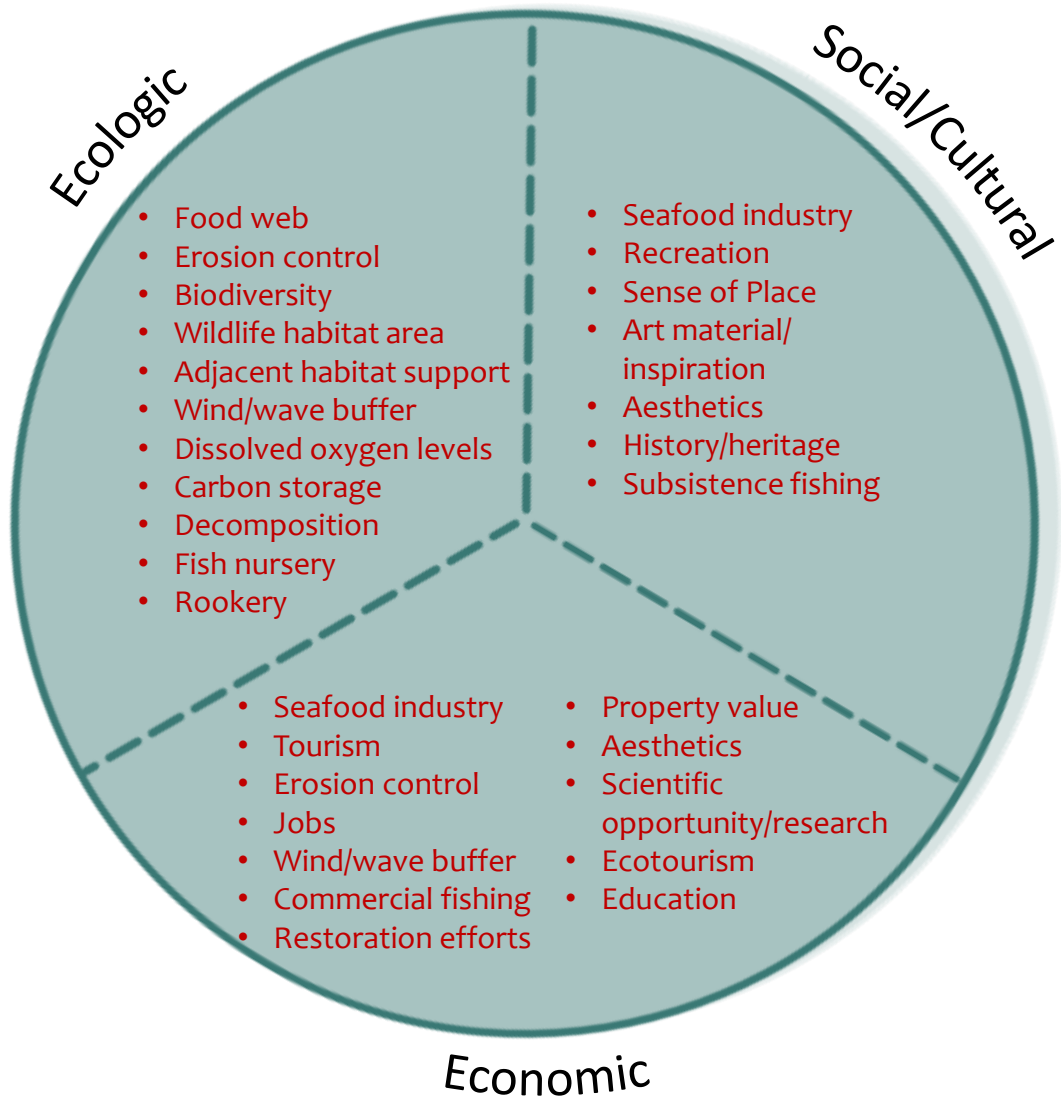 Ecologic
• Food web
• Erosion control
• Biodiversity
• Wildlife habitat area
• Adjacent habitat support
• Wind/wave buffer
• Dissolved oxygen levels
• Carbon storage
• Decomposition
• Fish nursery
• Rookery
Social/Cultural
• Seafood industry
• Recreation
• Sense of Place
• Art material/
inspiration
• Aesthetics
• History/heritage
• Subsistence fishing
• Seafood industry
• Tourism
• Erosion control
• Jobs
• Wind/wave buffer
• Commercial fishing
• Restoration efforts
• Property value
• Aesthetics
• Scientific
opportunity/research
• Ecotourism
• Education
Economic